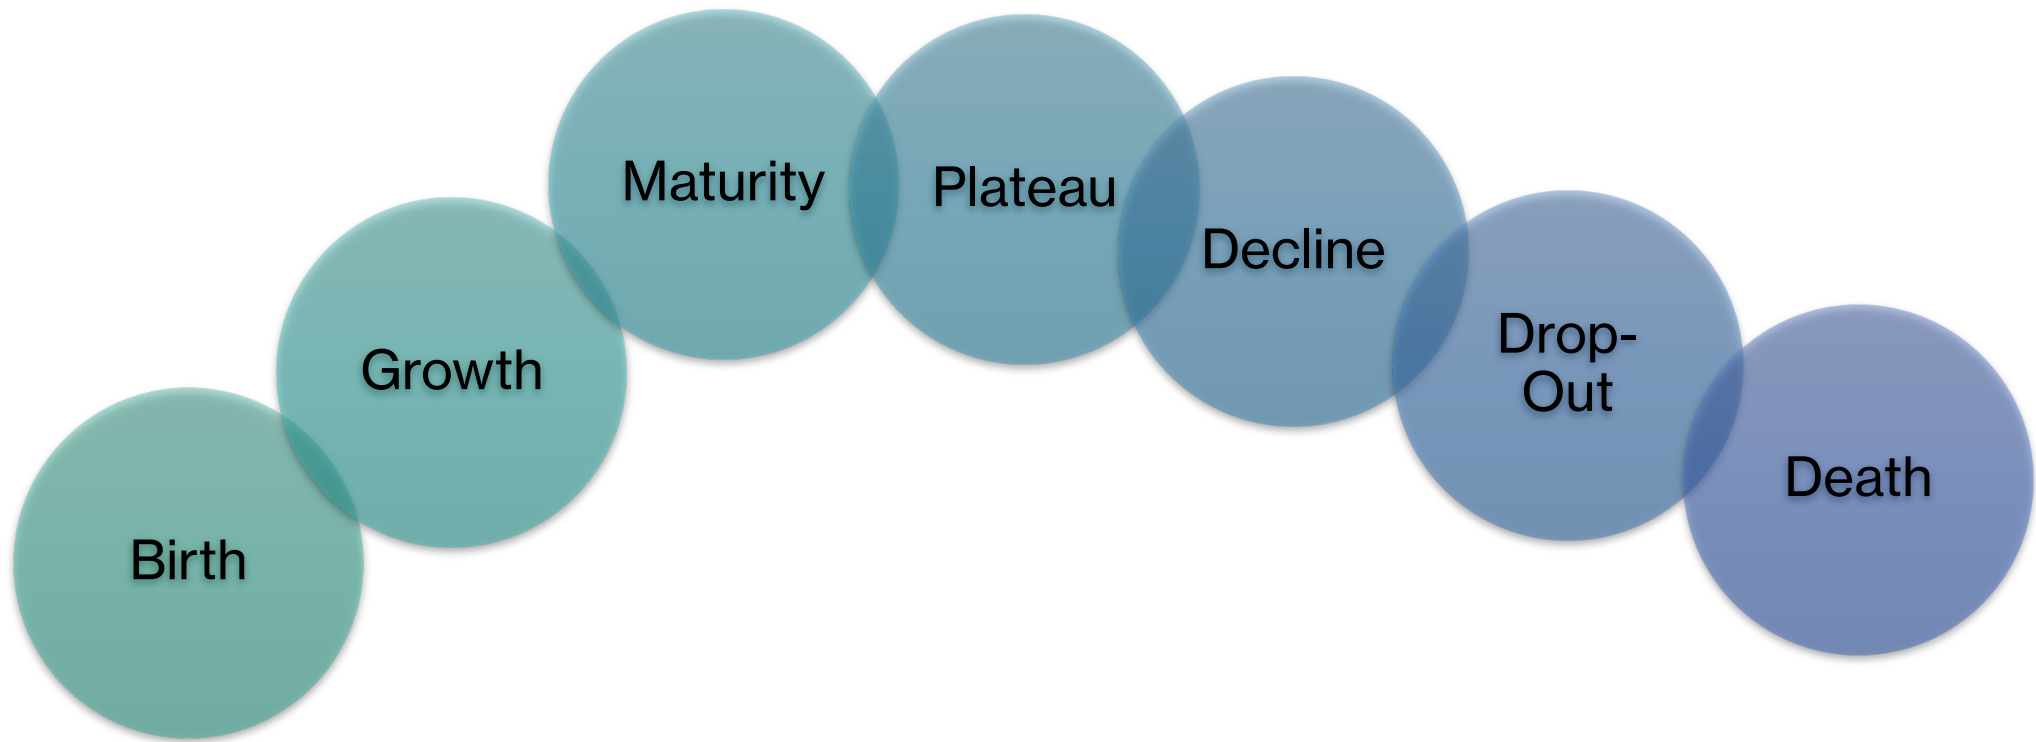 Birth
Growth
Maturity
Plateau
Decline
Drop-
Out
Death